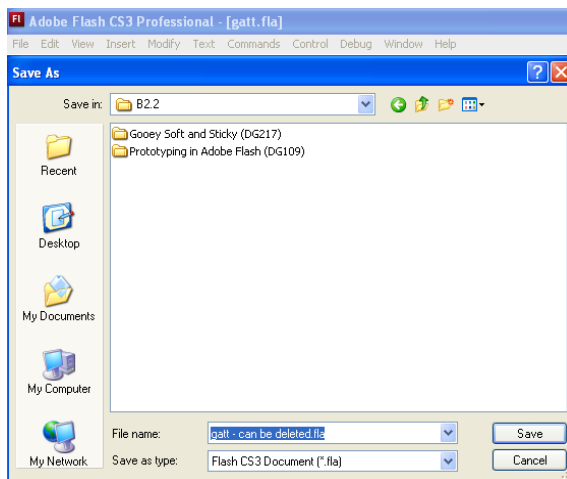 Fl Adobe Flash CS3 Professional - [gatt.fla]
File Edit View Insert Modify Text Commands Control Debug Window Help
Save As
Save in: B2.2
Gooey Soft and Sticky (DG217)
Prototyping in Adobe Flash (DG109)
Recent
Desktop
My Documents
My Computer
My Network
File name: gatt - can be deleted.fla Save
Save as type: Flash CS3 Document (*.fla) Cancel